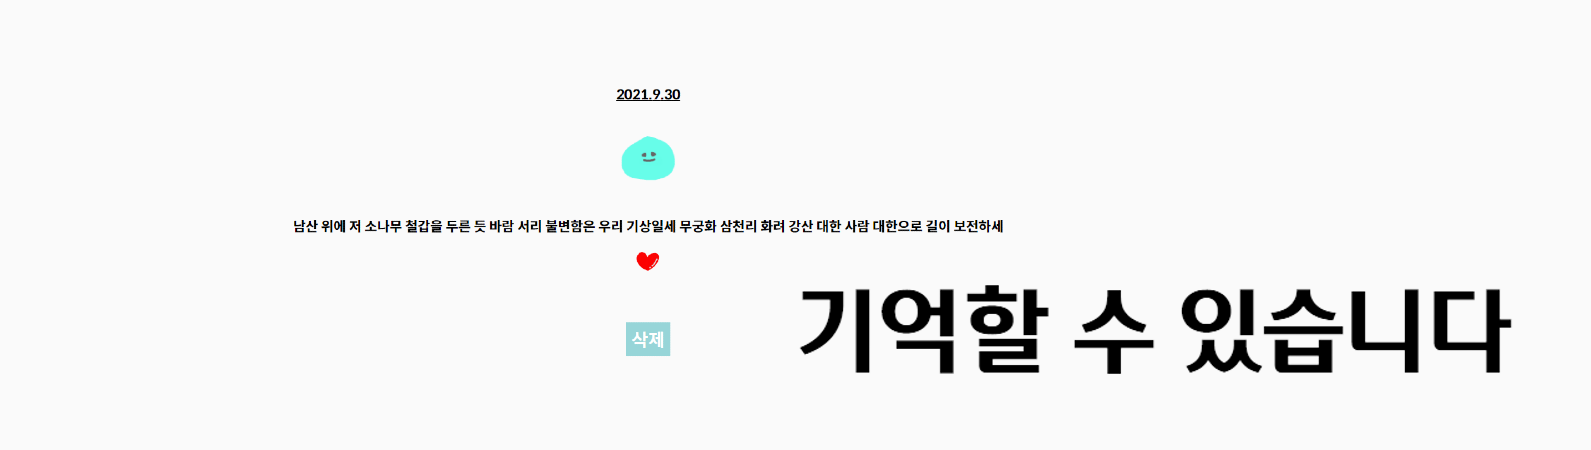 2021.9.30
남산 위에 저 소나무 철갑을 두른 듯 바람 서리 불변함은 우리 기상일세 무궁화 삼천리 화려 강산 대한 사람 대한으로 길이 보전하세
삭제
기억할 수 있습니다